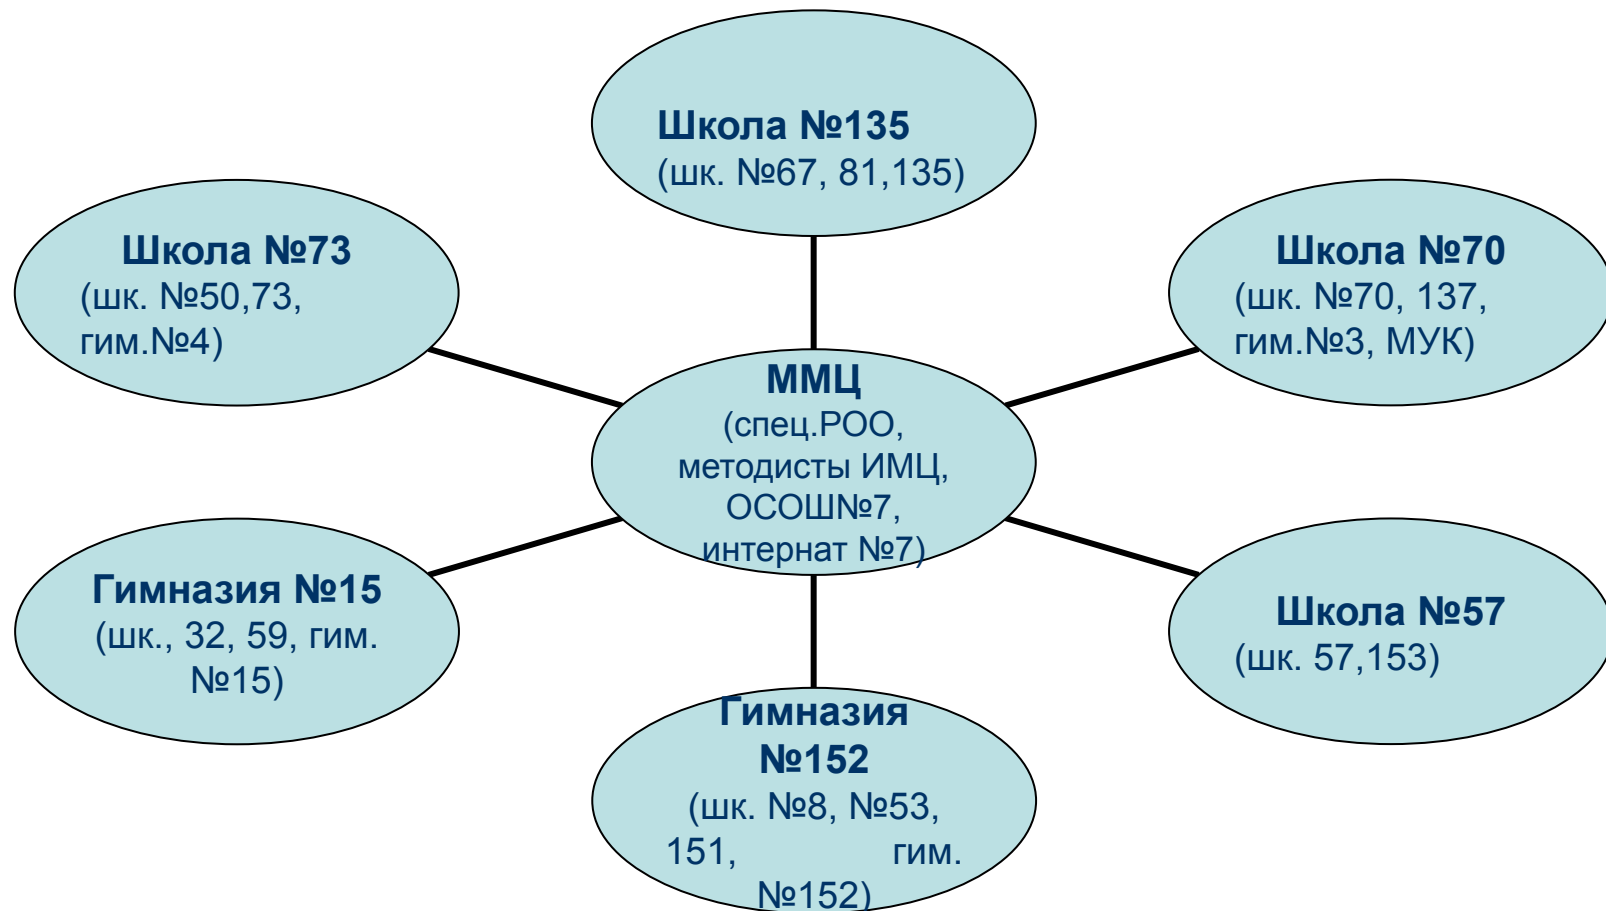 Школа №135
(шк. №67, 81,135)
Школа №73
(шк. №50,73,
гим.№4)
Школа №70
(шк. №70, 137,
гим.№3, МУК)
ММЦ
(спец.РОО,
методисты ИМЦ,
ОСОШ№7,
интернат №7)
Гимназия №15
(шк., 32, 59, гим.
№15)
Школа №57
(шк. 57,153)
Гимназия
№152
(шк. №8, №53,
151, гим.
№152)